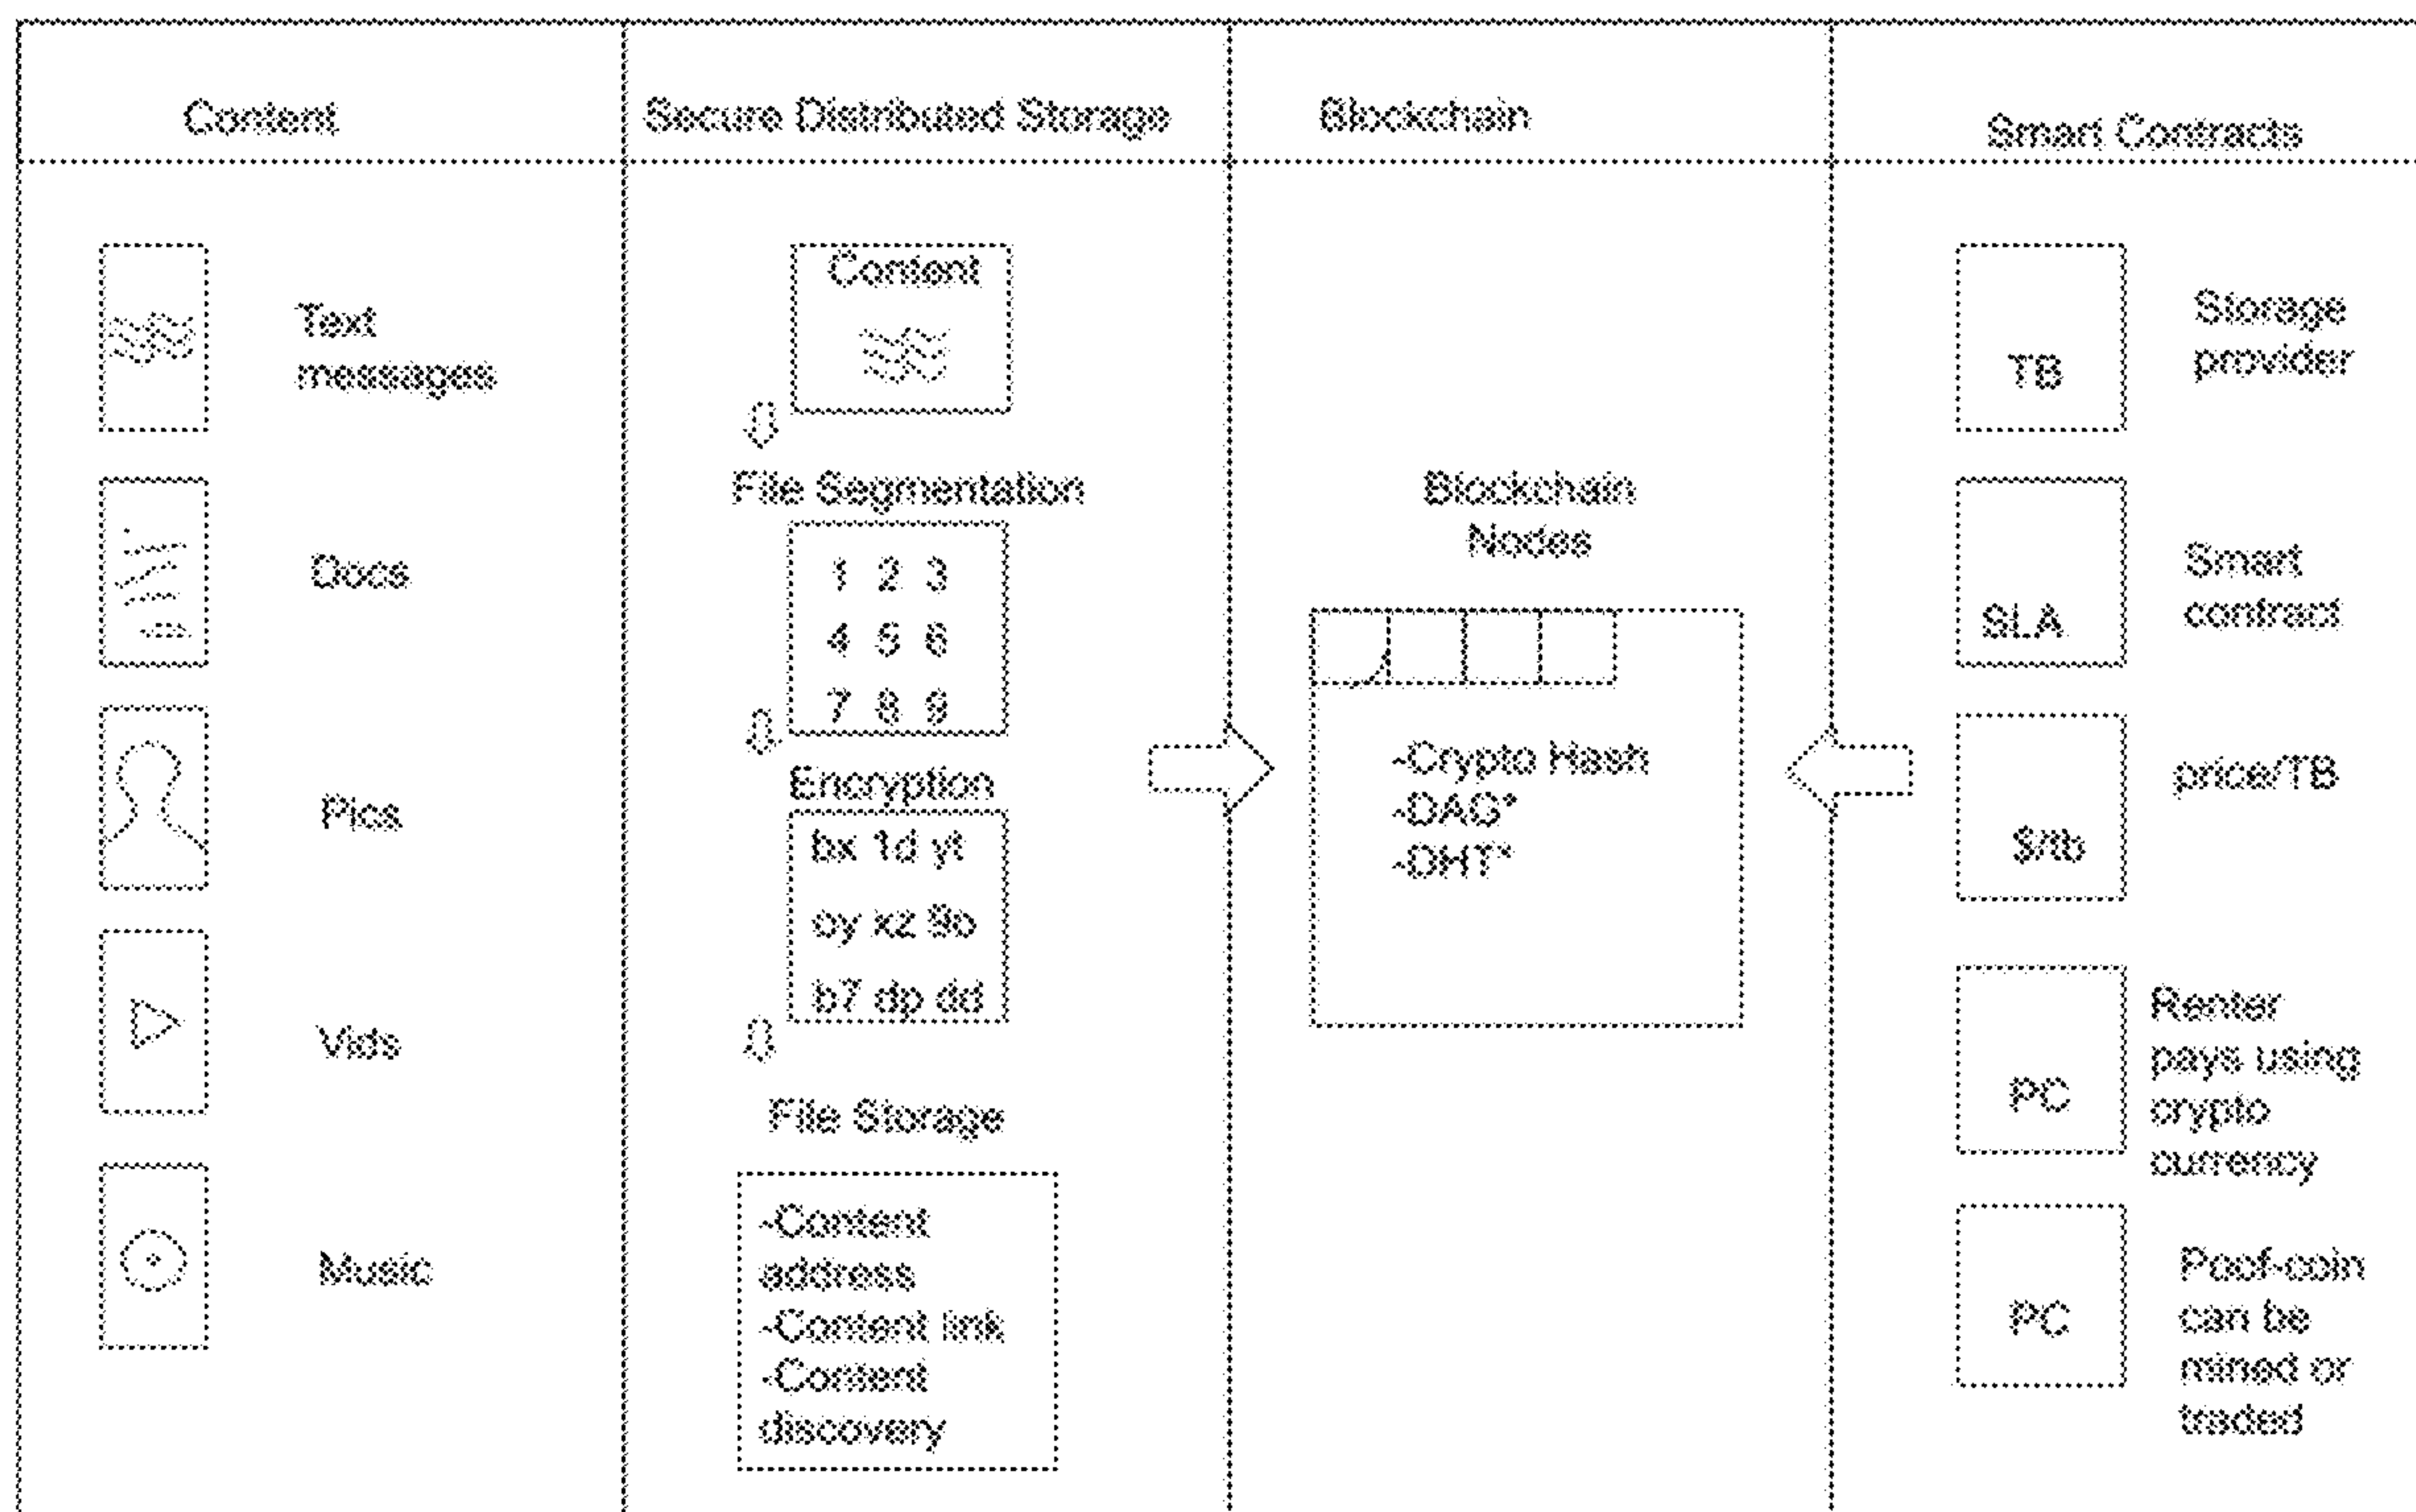 Content
Secure Distributed Storage
Blockchain
Smart Contracts
Text
messages
Docs
Pics
Vids
Music
Content
File Segmentation
1 2 3
4 5 6
7 8 9
Encryption
bx 1d yt
oy xz 9o
b7 dp dd
File Storage
-Content
address
-Content link
-Content
discovery
Blockchain
Nodes
-Crypto Hash
-DAG*
-DHT*
TB
Storage
provider
SLA
Smart
contract
$/tb
price/TB
PC
Renter
pays using
crypto
currency
PC
Poof-coin
can be
mined or
traded